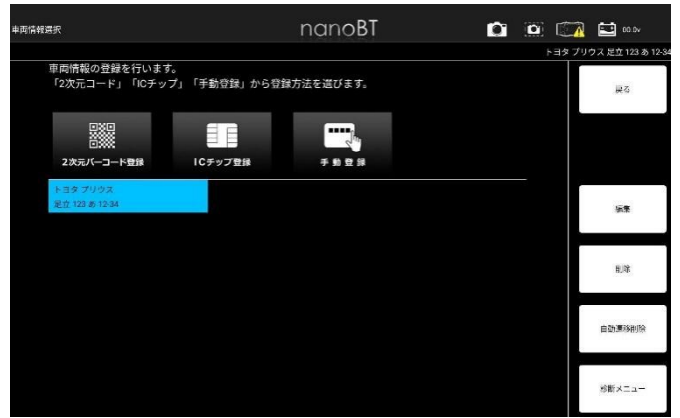 車両情報選択
nanoBT
00.0v
トヨタ プリウス 足立 123 あ 12-34
車両情報の登録を行います。
「2次元コード」「ICチップ」「手動登録」から登録方法を選びます。
戻る
2次元バーコード登録
ICチップ登録
手動登録
トヨタ プリウス
足立 123 あ 12-34
編集
削除
自動遷移削除
診断メニュー